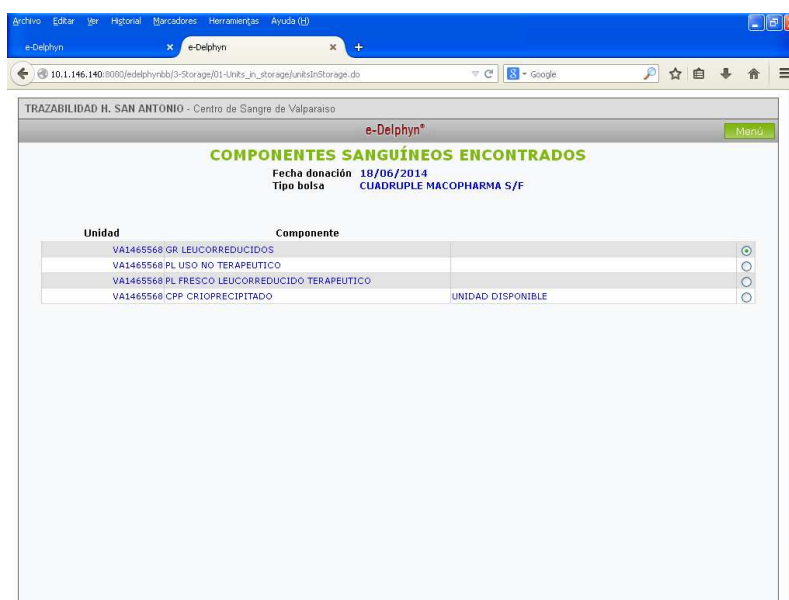 Archivo Editar Ver Historial Marcadores Herramientas Ayuda (H)
e-Delphyn × e-Delphyn × +
10.1.146.140:8080/edelphynbb/3-Storage/01-Units_in_storage/unitsInStorage.do 8 Google
TRAZABILIDAD H. SAN ANTONIO - Centro de Sangre de Valparaiso
e-Delphyn® Menú
COMPONENTES SANGUÍNEOS ENCONTRADOS
Fecha donación 18/06/2014
Tipo bolsa CUADRUPLE MACOPHARMA S/F
Unidad Componente
VA1465568 GR LEUCORREDUCIDOS
VA1465568 PL USO NO TERAPEUTICO
VA1465568 PL FRESCO LEUCORREDUCIDO TERAPEUTICO
VA1465568 CPP CRIOPRECIPITADO UNIDAD DISPONIBLE